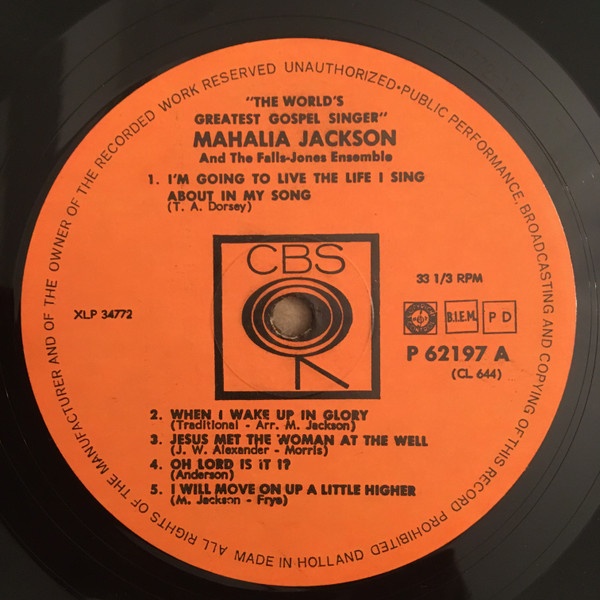 ALL RIGHTS OF THE MANUFACTURER AND OF THE OWNER OF THE RECORDED WORK RESERVED UNAUTHORIZED·PUBLIC PERFORMANCE, BROADCASTING AND COPYING OF THIS RECORD PROHIBITED
"THE WORLD'S
GREATEST GOSPEL SINGER"
MAHALIA JACKSON
And The Falls-Jones Ensemble
1. I'M GOING TO LIVE THE LIFE I SING
ABOUT IN MY SONG
(T. A. Dorsey)
CBS
33 1/3 RPM
XLP 34772
B.I.E.M.
P D
P 62197 A
(CL 644)
2. WHEN I WAKE UP IN GLORY
(Traditional - Arr. M. Jackson)
3. JESUS MET THE WOMAN AT THE WELL
(J. W. Alexander - Morris)
4. OH LORD IS IT I?
(Anderson)
5. I WILL MOVE ON UP A LITTLE HIGHER
(M. Jackson - Frye)
MADE IN HOLLAND